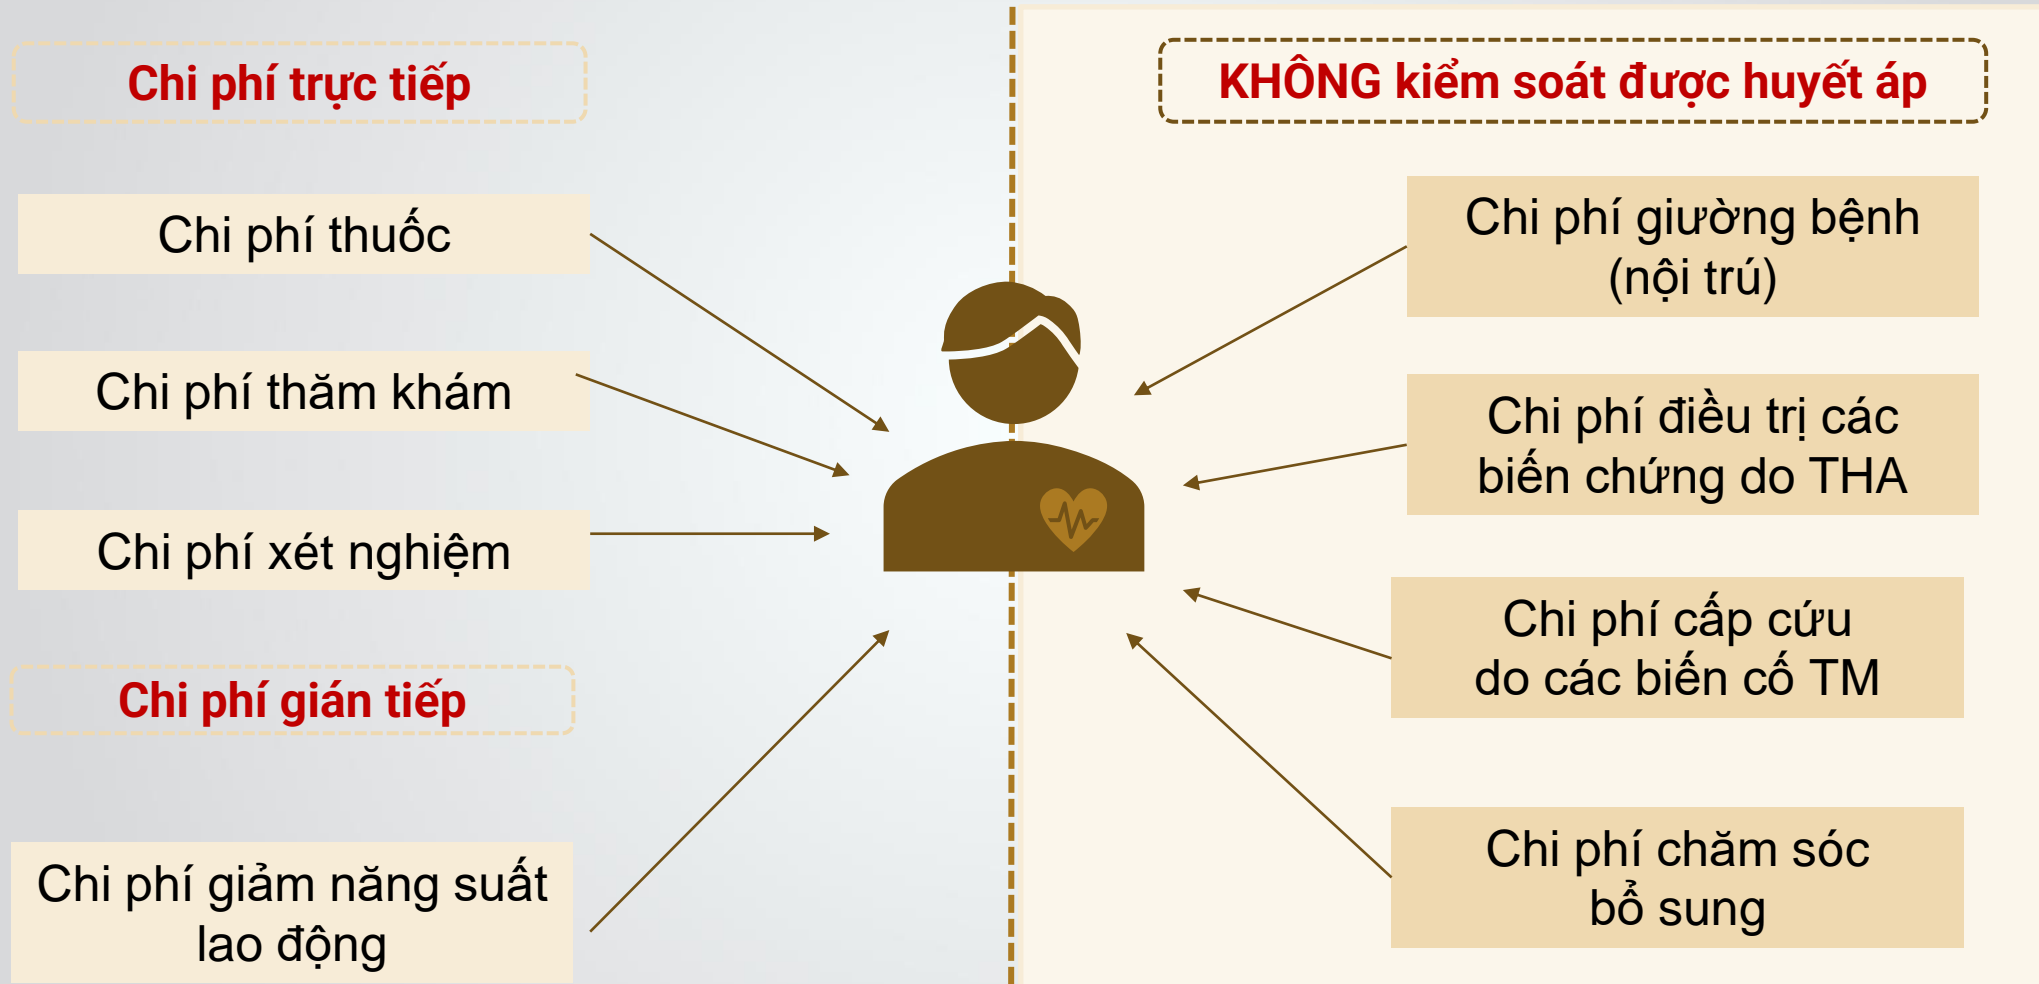 Chi phí trực tiếp
Chi phí thuốc
Chi phí thăm khám
Chi phí xét nghiệm
Chi phí gián tiếp
Chi phí giảm năng suất
lao động
KHÔNG kiểm soát được huyết áp
Chi phí giường bệnh
(nội trú)
Chi phí điều trị các
biến chứng do THA
Chi phí cấp cứu
do các biến cố TM
Chi phí chăm sóc
bổ sung